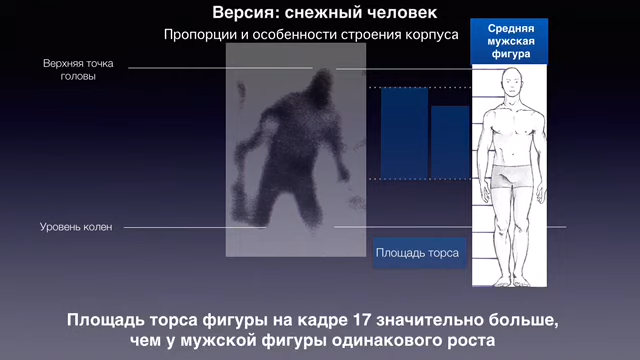 Версия: снежный человек
Пропорции и особенности строения корпуса
Средняя
мужская
фигура
Верхняя точка
головы
Уровень колен
Площадь торса
Площадь торса фигуры на кадре 17 значительно больше,
чем у мужской фигуры одинакового роста